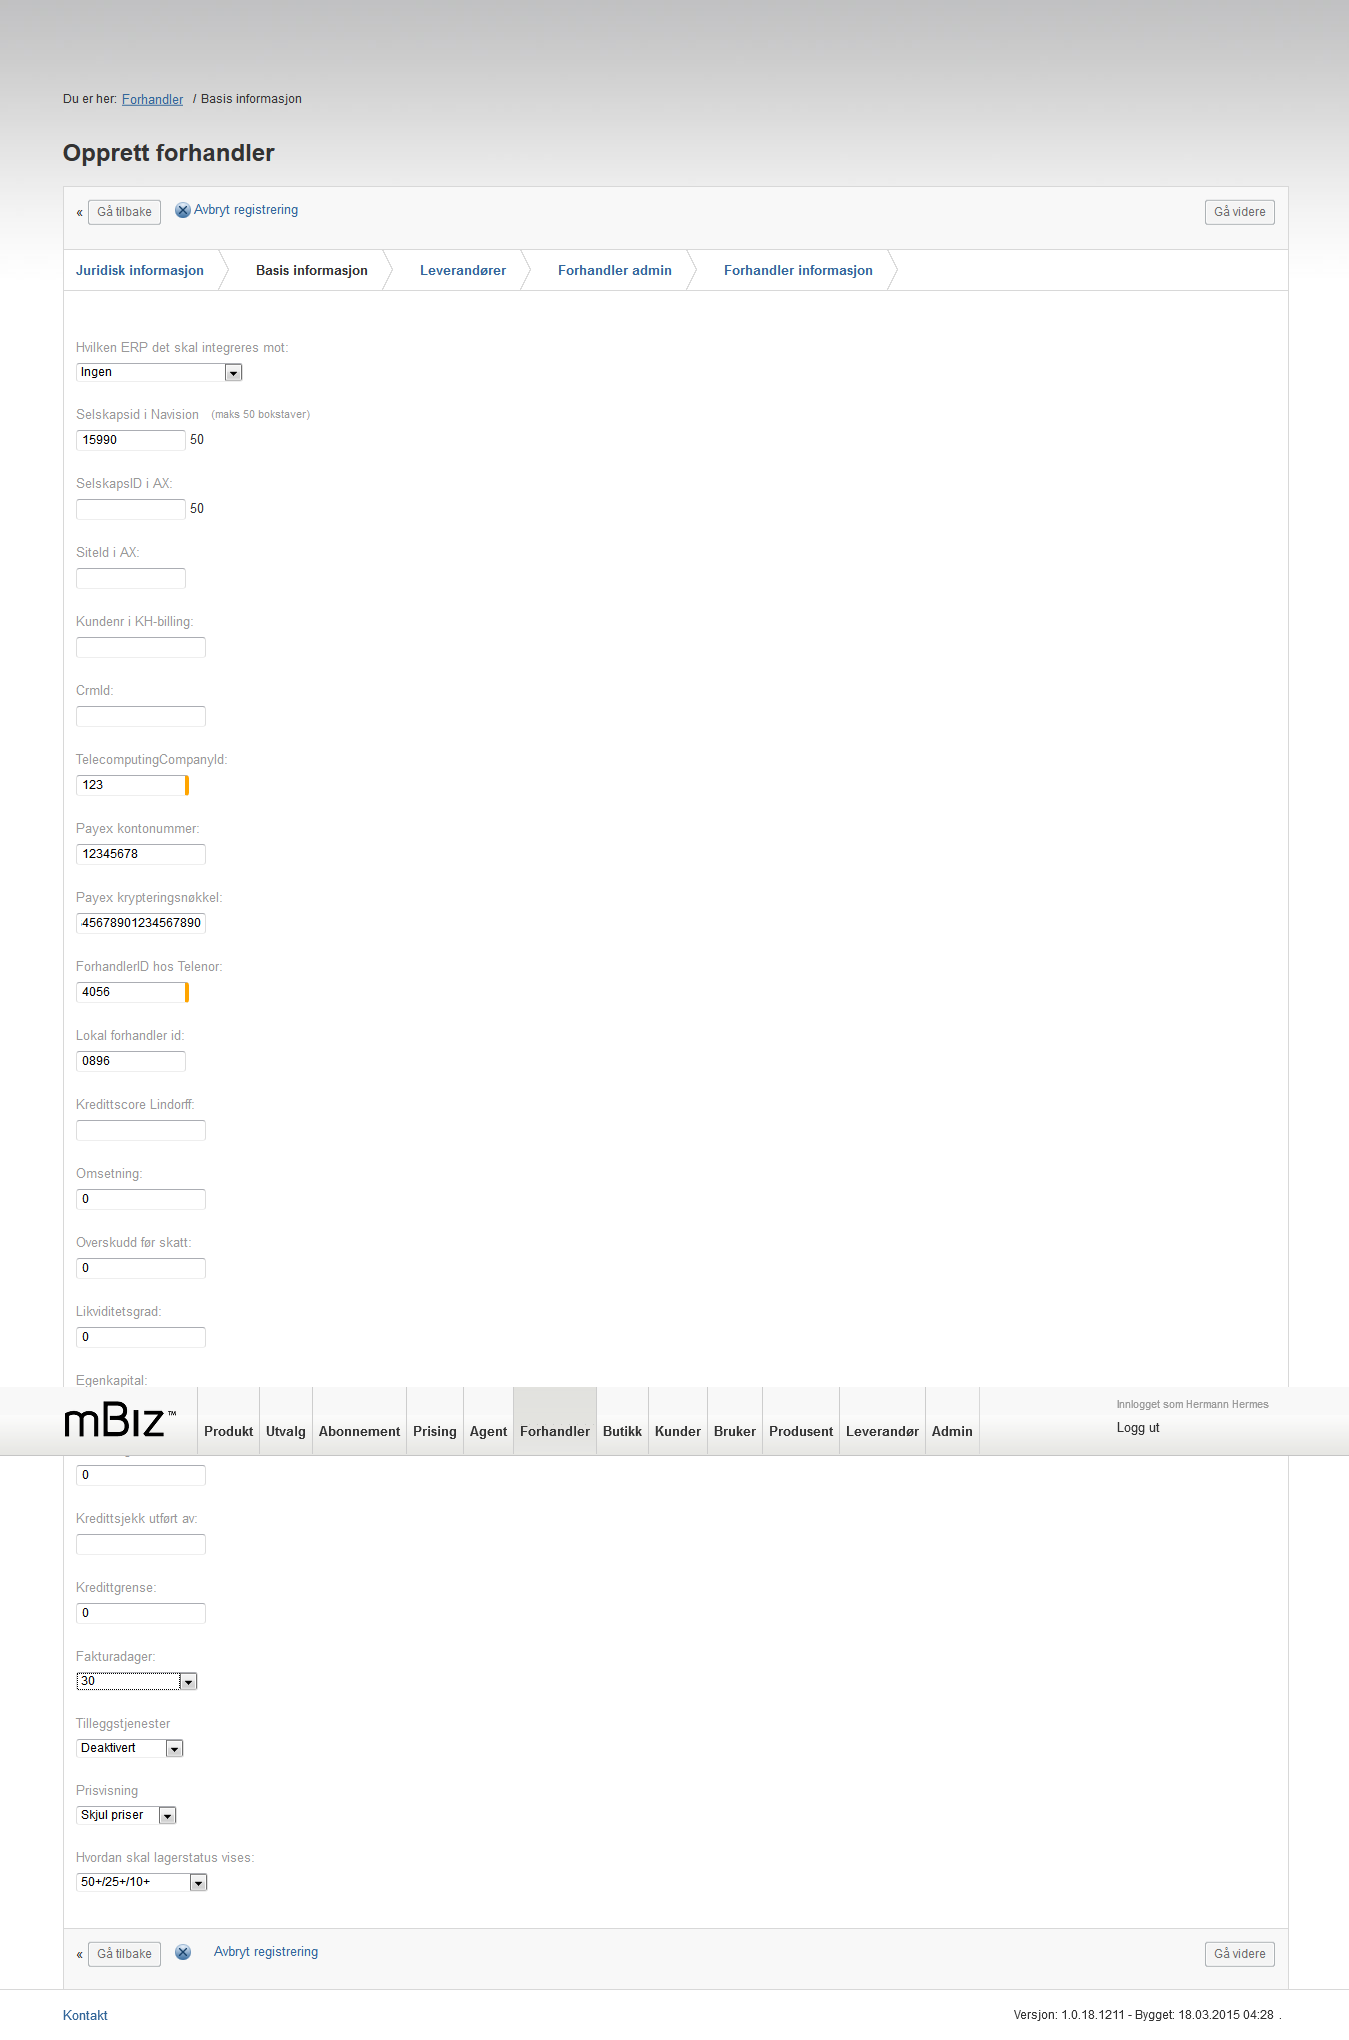 Du er her: Forhandler / Basis informasjon
Opprett forhandler
« Gå tilbake Avbryt registrering Gå videre
Juridisk informasjon Basis informasjon Leverandører Forhandler admin Forhandler informasjon
Hvilken ERP det skal integreres mot:
Ingen
Selskapsid i Navision (maks 50 bokstaver)
15990 50
SelskapsID i AX:
50
SiteId i AX:
Kundenr i KH-billing:
CrmId:
TelecomputingCompanyId:
123
Payex kontonummer:
12345678
Payex krypteringsnøkkel:
45678901234567890
ForhandlerID hos Telenor:
4056
Lokal forhandler id:
0896
Kredittscore Lindorff:
Omsetning:
0
Overskudd før skatt:
0
Likviditetsgrad:
0
Egenkapital:
mBiz™ Produkt Utvalg Abonnement Prising Agent Forhandler Butikk Kunder Bruker Produsent Leverandør Admin
Innlogget som Hermann Hermes
Logg ut
0
Kredittsjekk utført av:
Kredittgrense:
0
Fakturadager:
30
Tilleggstjenester
Deaktivert
Prisvisning
Skjul priser
Hvordan skal lagerstatus vises:
50+/25+/10+
« Gå tilbake Avbryt registrering Gå videre
Kontakt Versjon: 1.0.18.1211 - Bygget: 18.03.2015 04:28 .